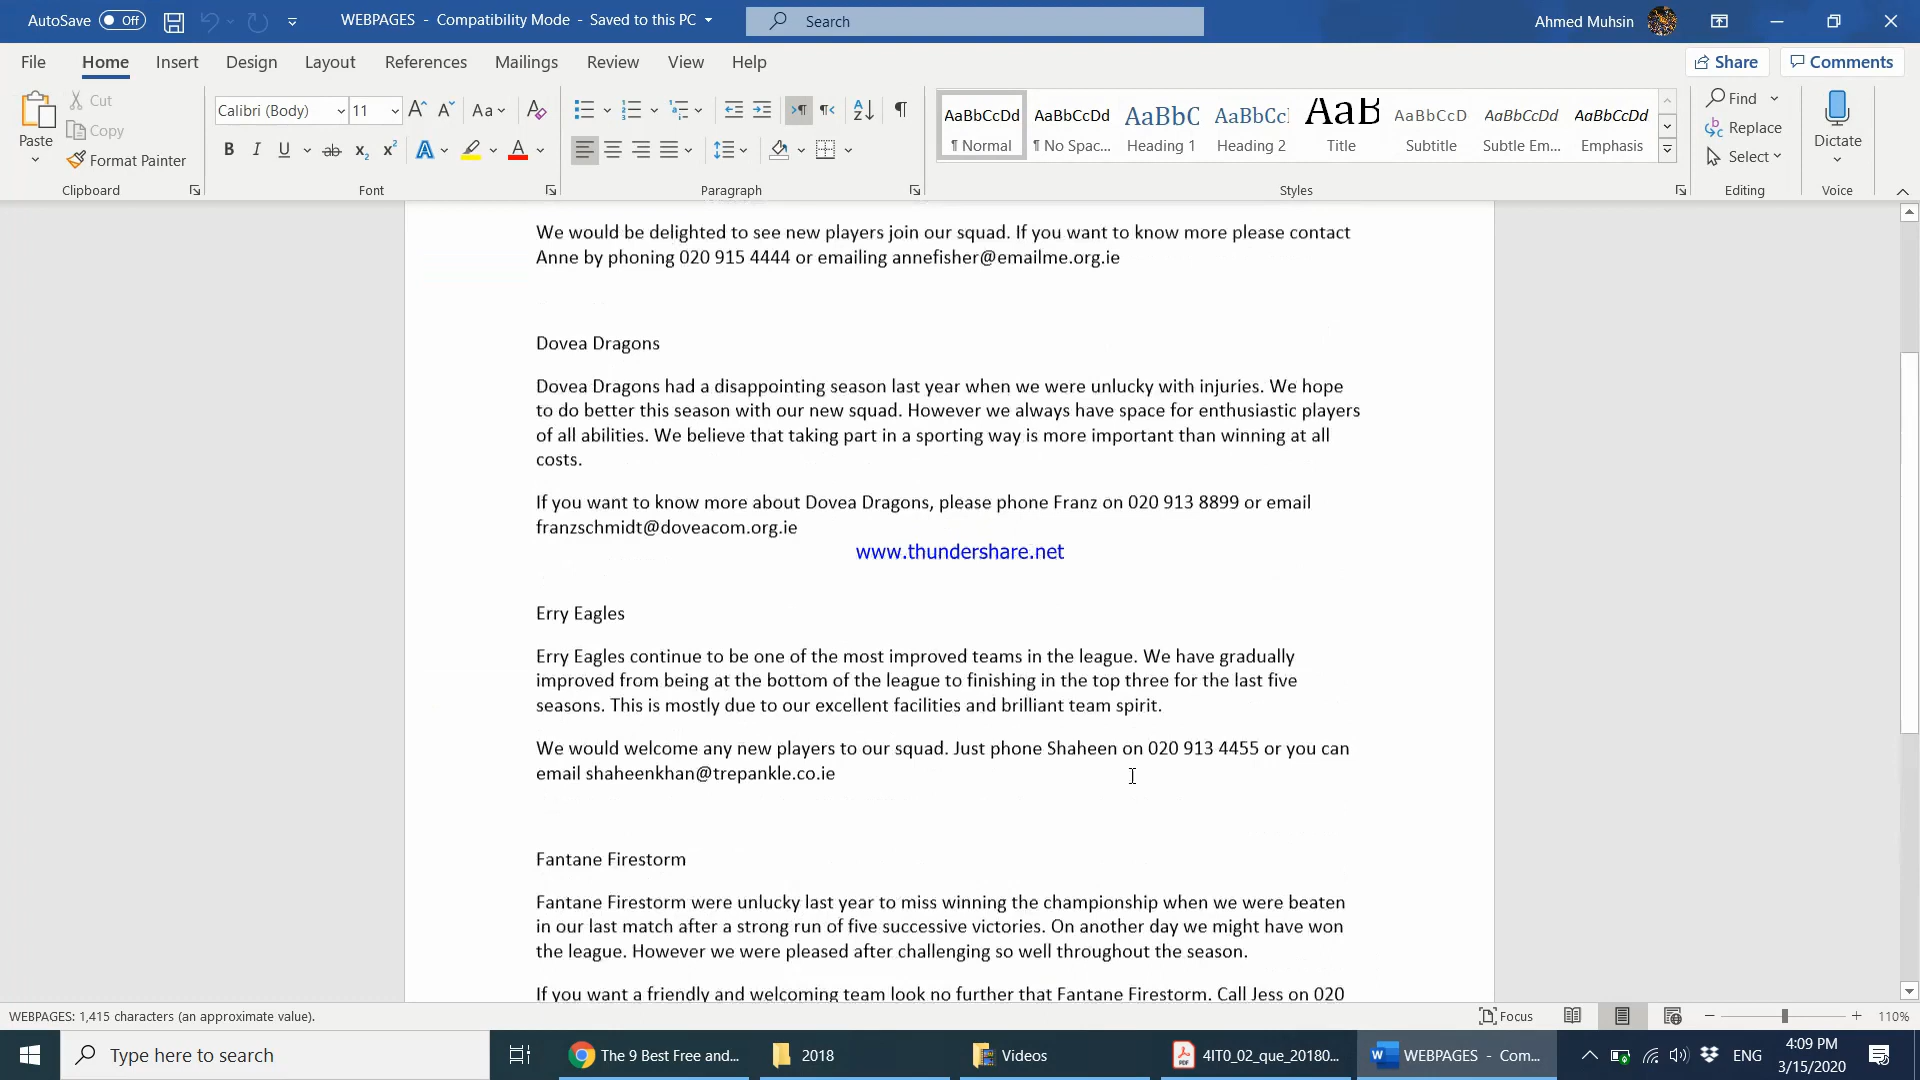 AutoSave Off WEBPAGES - Compatibility Mode - Saved to this PC Search Ahmed Muhsin
File Home Insert Design Layout References Mailings Review View Help Share Comments
Paste Cut Copy Format Painter
Calibri (Body) 11 Aa
B I U ab x2 x2 A A
AaBbCcDd AaBbCcDd AaBbC AaBbCcl AaB AaBbCcD AaBbCcDd AaBbCcDd
¶ Normal ¶ No Spac... Heading 1 Heading 2 Title Subtitle Subtle Em... Emphasis
Find Replace Select Dictate
Clipboard Font Paragraph Styles Editing Voice
We would be delighted to see new players join our squad. If you want to know more please contact
Anne by phoning 020 915 4444 or emailing annefisher@emailme.org.ie
Dovea Dragons
Dovea Dragons had a disappointing season last year when we were unlucky with injuries. We hope
to do better this season with our new squad. However we always have space for enthusiastic players
of all abilities. We believe that taking part in a sporting way is more important than winning at all
costs.
If you want to know more about Dovea Dragons, please phone Franz on 020 913 8899 or email
franzschmidt@doveacom.org.ie
www.thundershare.net
Erry Eagles
Erry Eagles continue to be one of the most improved teams in the league. We have gradually
improved from being at the bottom of the league to finishing in the top three for the last five
seasons. This is mostly due to our excellent facilities and brilliant team spirit.
We would welcome any new players to our squad. Just phone Shaheen on 020 913 4455 or you can
email shaheenkhan@trepankle.co.ie
Fantane Firestorm
Fantane Firestorm were unlucky last year to miss winning the championship when we were beaten
in our last match after a strong run of five successive victories. On another day we might have won
the league. However we were pleased after challenging so well throughout the season.
If you want a friendly and welcoming team look no further that Fantane Firestorm. Call Jess on 020
WEBPAGES: 1,415 characters (an approximate value). Focus 110%
Type here to search The 9 Best Free and... 2018 Videos 4IT0_02_que_20180... WEBPAGES - Com... ENG 4:09 PM
3/15/2020